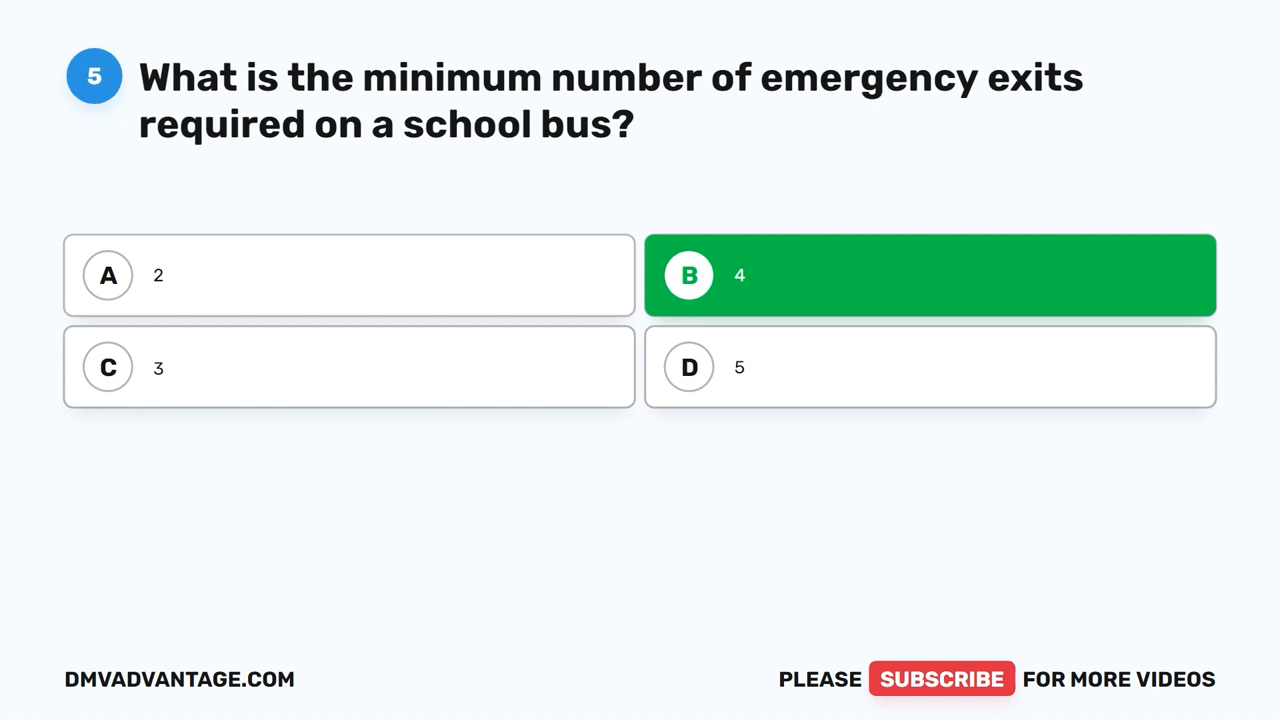 5
What is the minimum number of emergency exits
required on a school bus?
A 2
B 4
C 3
D 5
DMVADVANTAGE.COM
PLEASE SUBSCRIBE FOR MORE VIDEOS